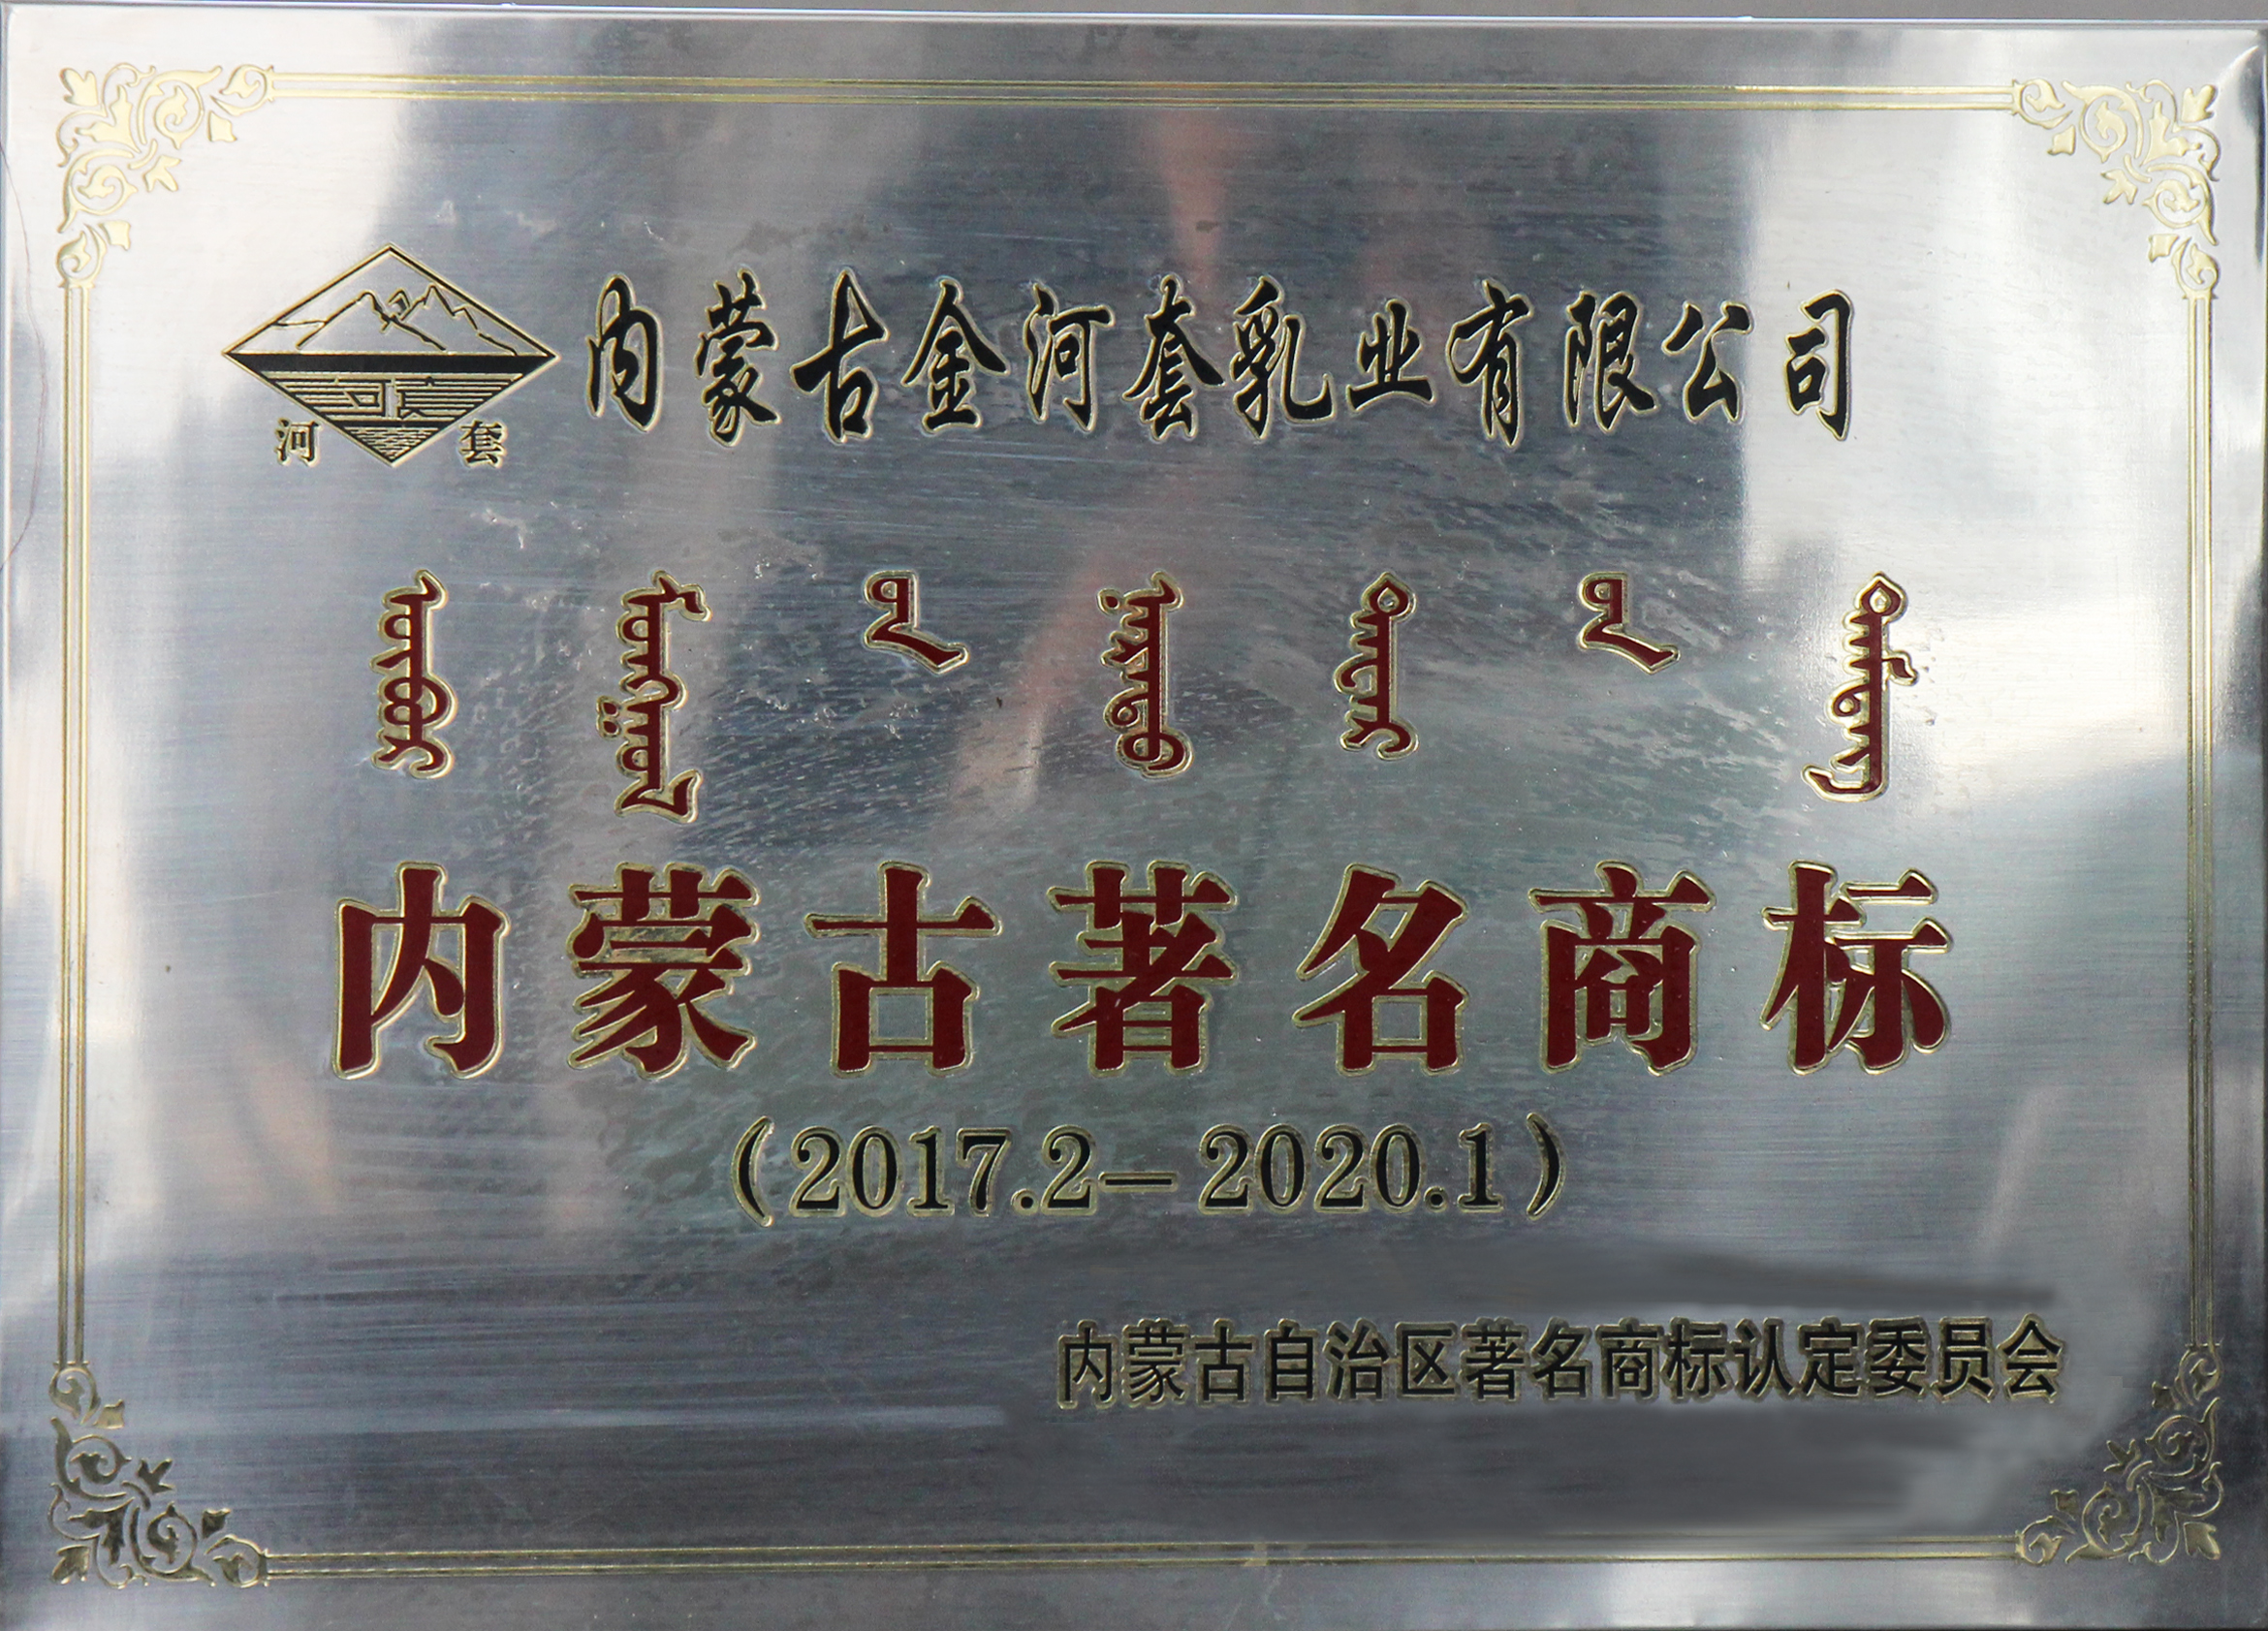 内蒙古金河套乳业有限公司
河套
内蒙古著名商标
(2017.2-2020.1)
内蒙古自治区著名商标认定委员会